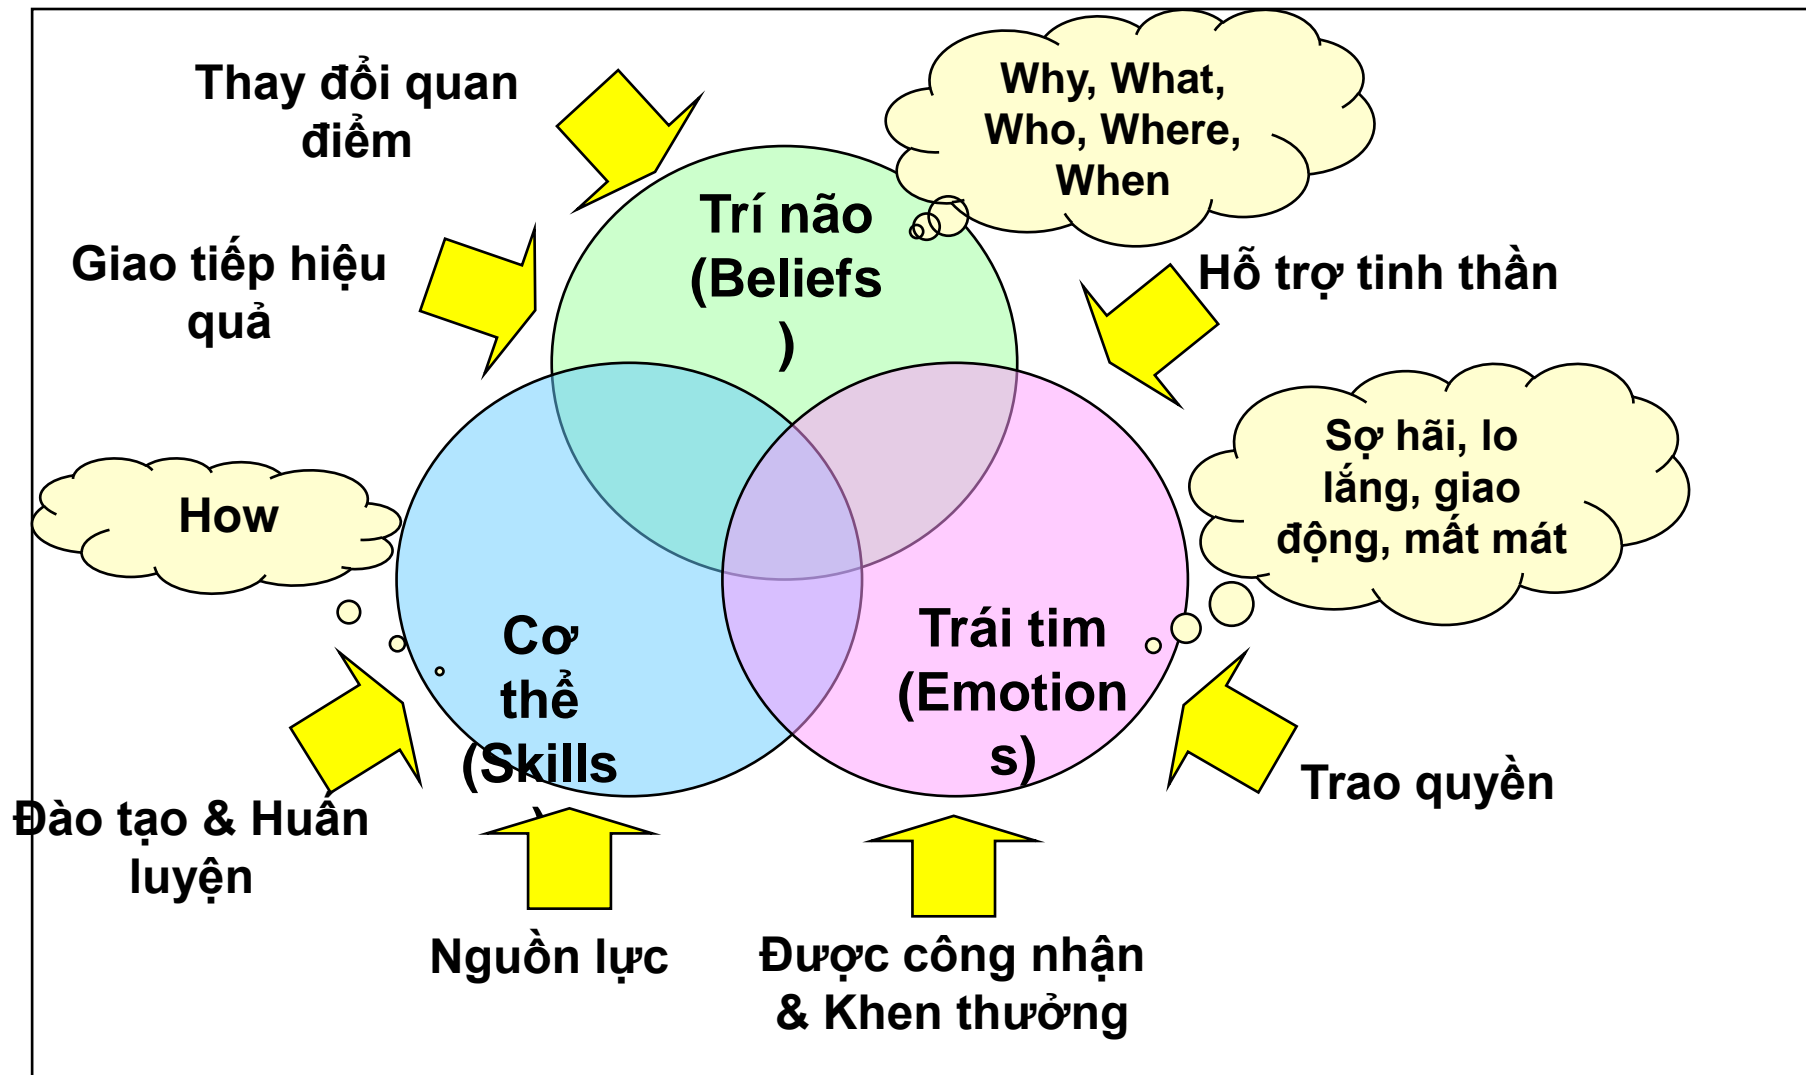 Thay đổi quan
điểm
Why, What,
Who, Where,
When
Trí não
(Beliefs
)
Giao tiếp hiệu
quả
Hỗ trợ tinh thần
Sợ hãi, lo
lắng, giao
động, mất mát
How
Cơ
thể
(Skills
)
Trái tim
(Emotion
s)
Đào tạo & Huấn
luyện
Trao quyền
Nguồn lực
Được công nhận
& Khen thưởng